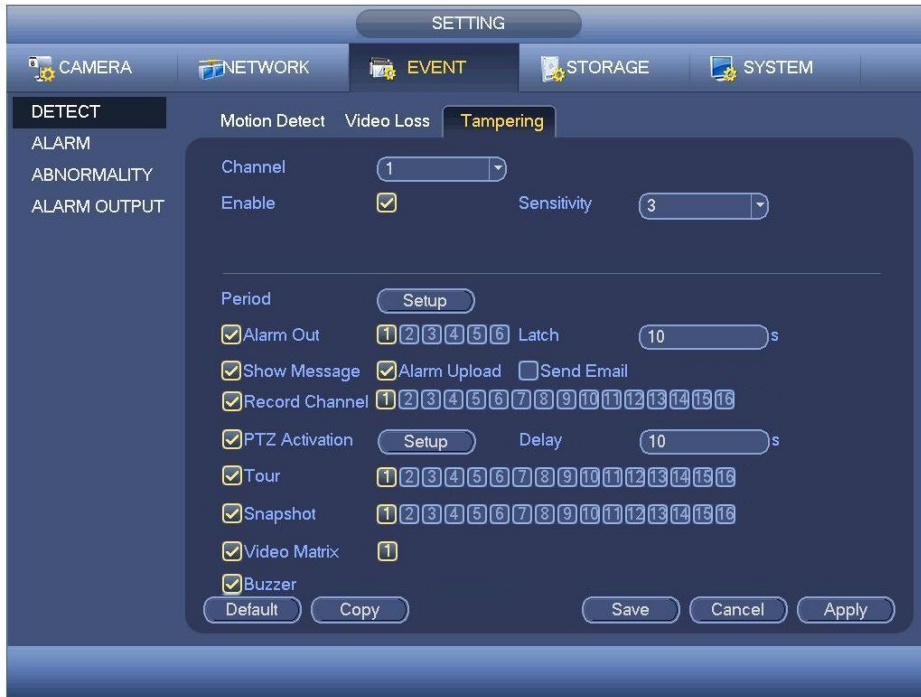 SETTING
CAMERA NETWORK EVENT STORAGE SYSTEM
DETECT
ALARM
ABNORMALITY
ALARM OUTPUT
Motion Detect Video Loss Tampering
Channel 1
Enable Sensitivity 3
Period Setup
Alarm Out 1 2 3 4 5 6 Latch 10 s
Show Message Alarm Upload Send Email
Record Channel 1 2 3 4 5 6 7 8 9 10 11 12 13 14 15 16
PTZ Activation Setup Delay 10 s
Tour 1 2 3 4 5 6 7 8 9 10 11 12 13 14 15 16
Snapshot 1 2 3 4 5 6 7 8 9 10 11 12 13 14 15 16
Video Matrix 1
Buzzer
Default Copy Save Cancel Apply